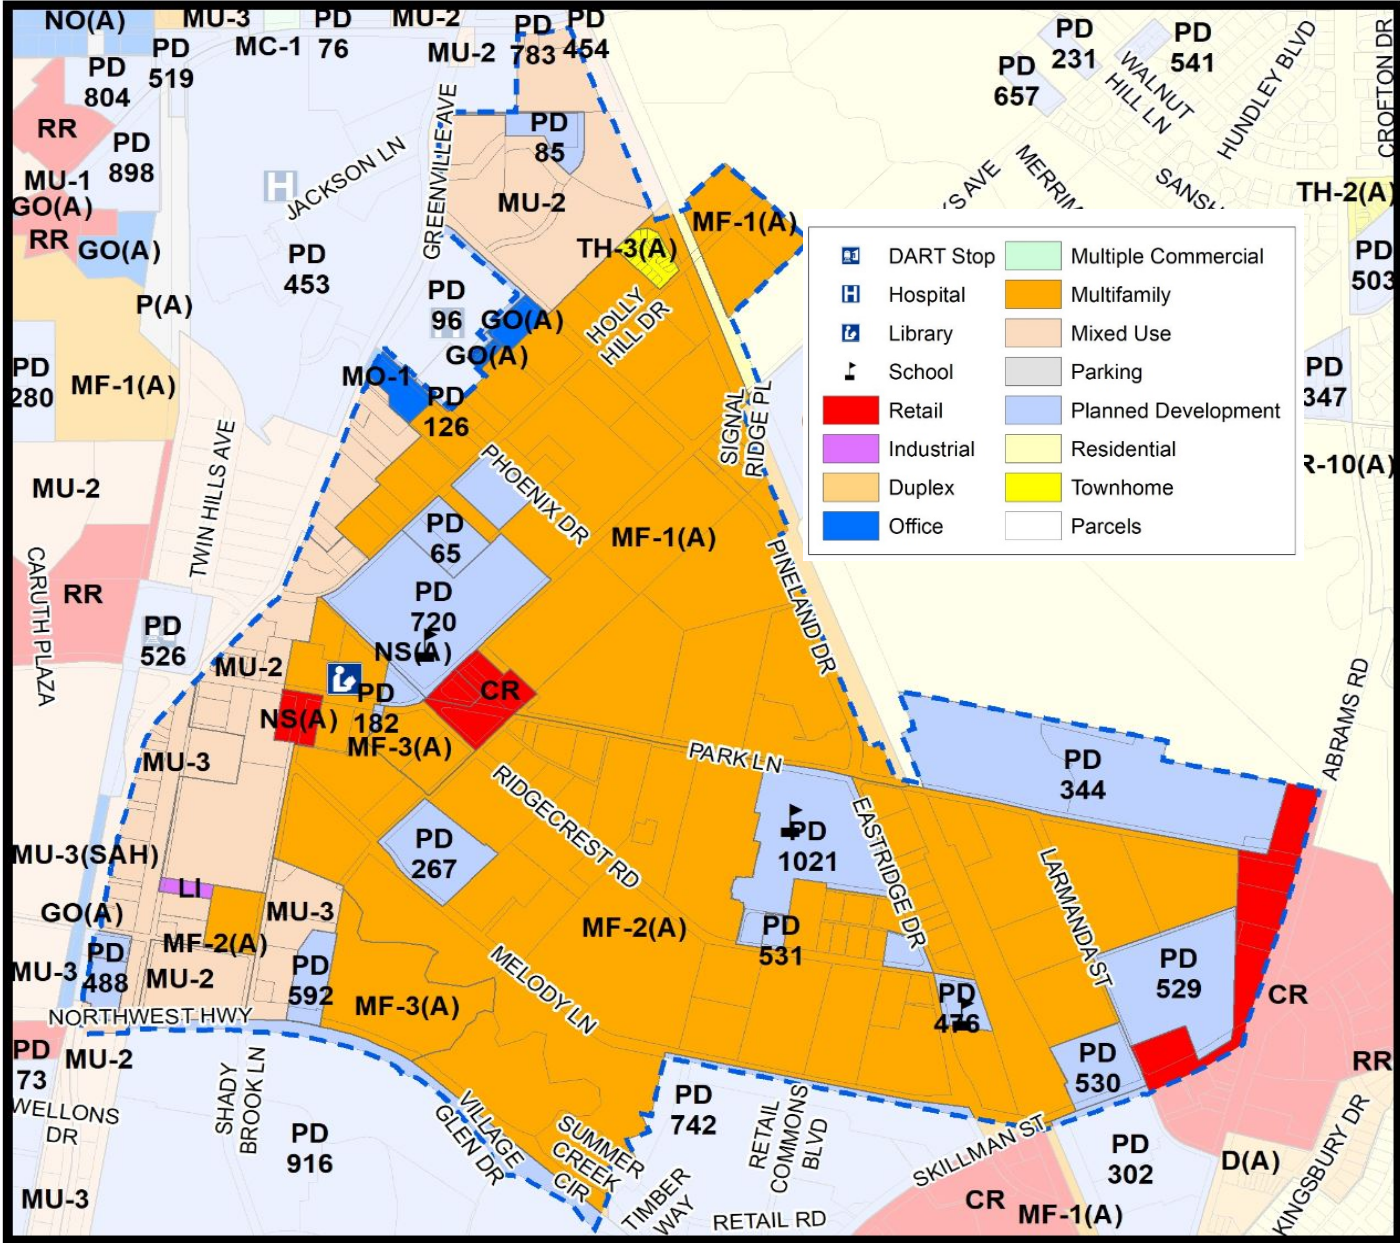 NO(A)
MU-3
PD
76
MU-2
PD
783
PD
454
MC-1
MU-2
PD
519
PD
804
RR
PD
898
MU-1
GO(A)
RR
GO(A)
P(A)
JACKSON LN
GREENVILLE AVE
PD
453
PD
85
MU-2
TH-3(A)
MF-1(A)
PD
231
PD
541
PD
657
WALNUT
HILL LN
HUNDLEY BLVD
CROFTON DR
KS AVE
MERRIM
SANSH
TH-2(A)
PD
503
PD
347
R-10(A)
DART Stop
Hospital
Library
School
Retail
Industrial
Duplex
Office
Multiple Commercial
Multifamily
Mixed Use
Parking
Planned Development
Residential
Townhome
Parcels
PD
96
GO(A)
GO(A)
HOLLY
HILL DR
MO-1
PD
126
PD
280
MF-1(A)
MU-2
TWIN HILLS AVE
SIGNAL
RIDGE PL
PHOENIX DR
MF-1(A)
PD
65
PD
720
NS(A)
PINELAND DR
CARUTH PLAZA
RR
PD
526
MU-2
PD
182
NS(A)
CR
MF-3(A)
MU-3
PARK LN
ABRAMS RD
PD
344
RIDGECREST RD
PD
267
PD
1021
EASTRIDGE DR
LARMANDA ST
MU-3(SAH)
LI
GO(A)
MU-3
MF-2(A)
MF-2(A)
PD
531
MU-3
PD
488
MU-2
PD
592
MF-3(A)
MELODY LN
PD
476
PD
529
CR
NORTHWEST HWY
PD
73
MU-2
PD
530
RR
WELLONS
DR
SHADY
BROOK LN
PD
916
VILLAGE
GLEN DR
SUMMER
CREEK
CIR
PD
742
RETAIL
COMMONS
BLVD
SKILLMAN ST
PD
302
D(A)
KINGSBURY DR
MU-3
TIMBER
WAY
RETAIL RD
CR
MF-1(A)